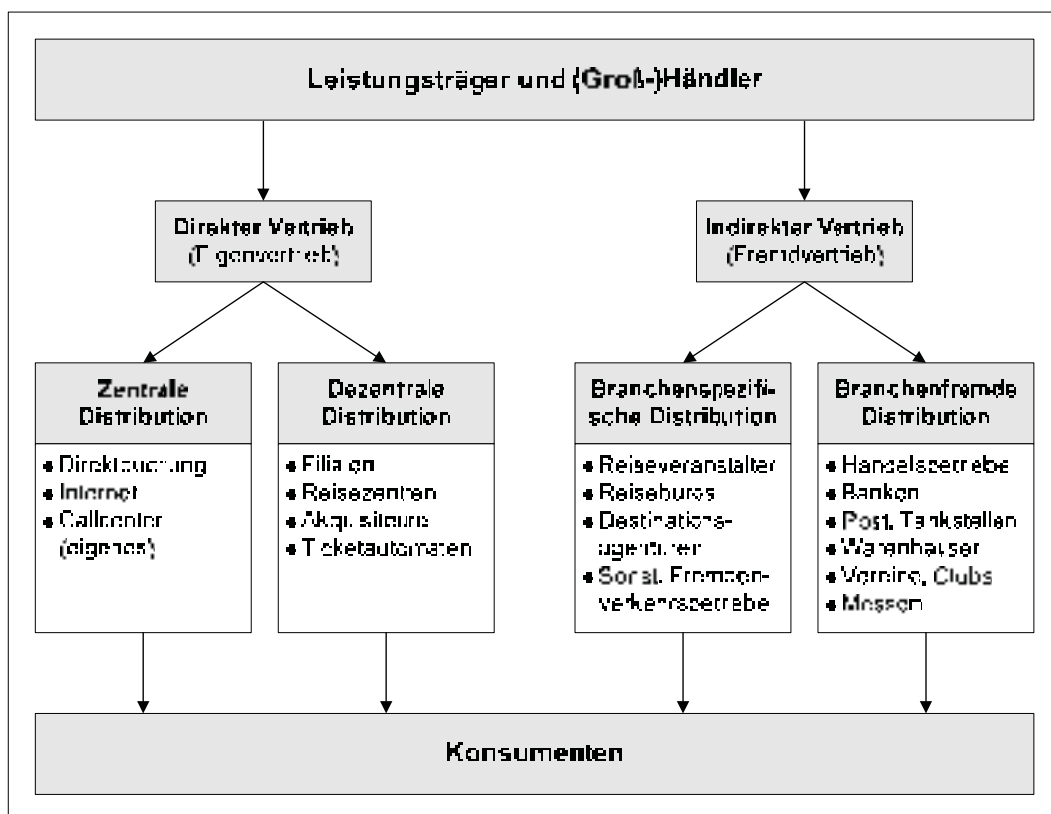 Leistungsträger und (Groß-)Händler
Direkter Vertrieb
(Eigenvertrieb)
Indirekter Vertrieb
(Fremdvertrieb)
Zentrale
Distribution
• Direktbuchung
• Internet
• Callcenter
(eigenes)
Dezentrale
Distribution
• Filialen
• Reisezentren
• Akquisiteure
• Ticketautomaten
Branchenspezifi-
sche Distribution
• Reiseveranstalter
• Reisebüros
• Destinations-
agenturen
• Sonst. Fremden-
verkehrsbetriebe
Branchenfremde
Distribution
• Handelsbetriebe
• Banken
• Post, Tankstellen
• Warenhäuser
• Vereine, Clubs
• Messen
Konsumenten